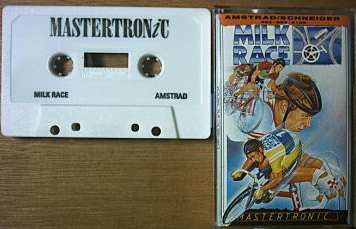 MASTERTRONiC
MILK RACE
AMSTRAD
AMSTRAD/SCHNEIDER
MILK
RACE
MASTERTRONIC